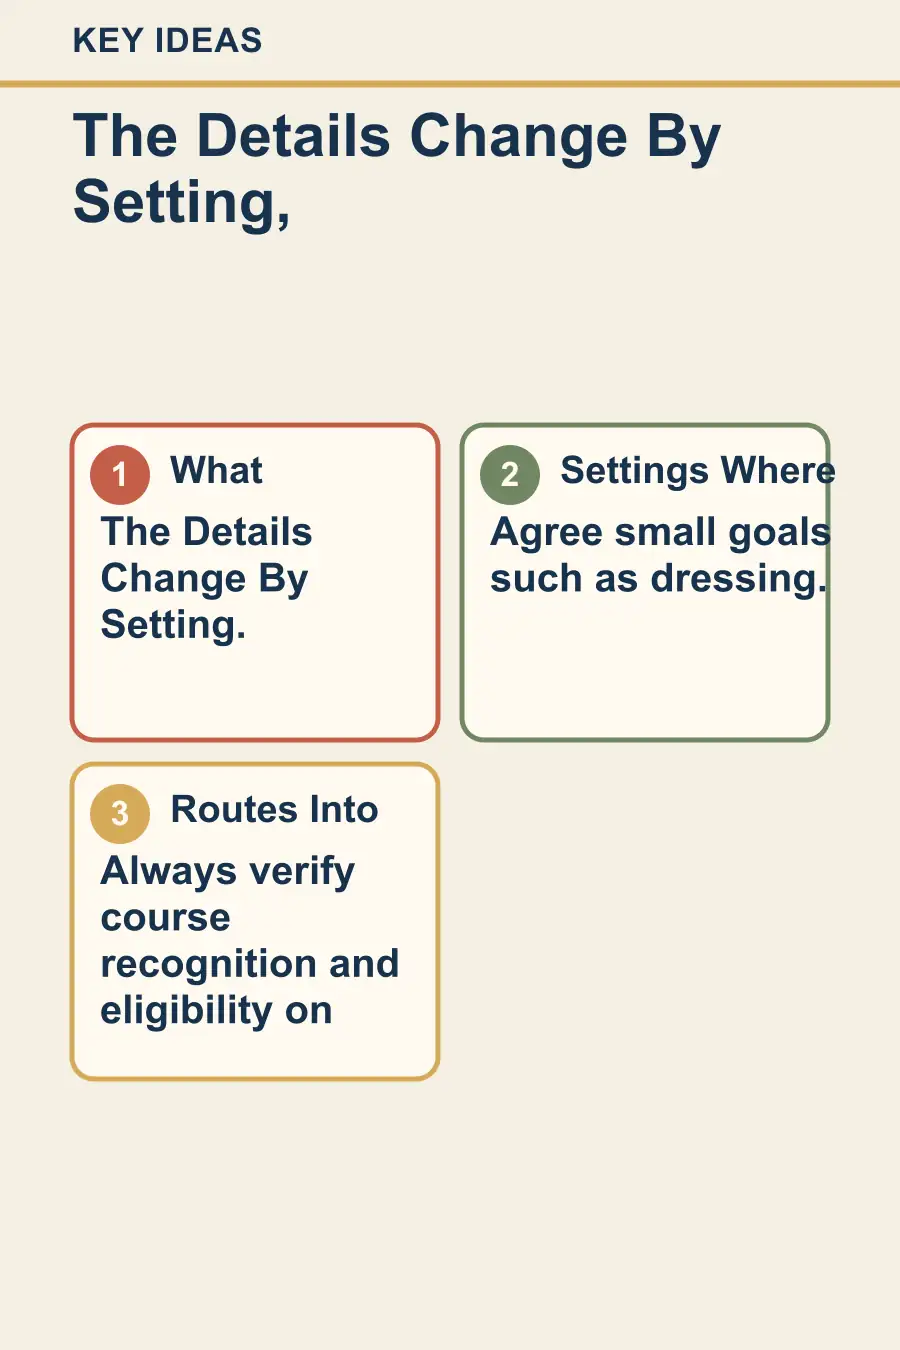 KEY IDEAS
The Details Change By
Setting,
1 What
The Details
Change By
Setting.
2 Settings Where
Agree small goals
such as dressing.
3 Routes Into
Always verify
course
recognition and
eligibility on